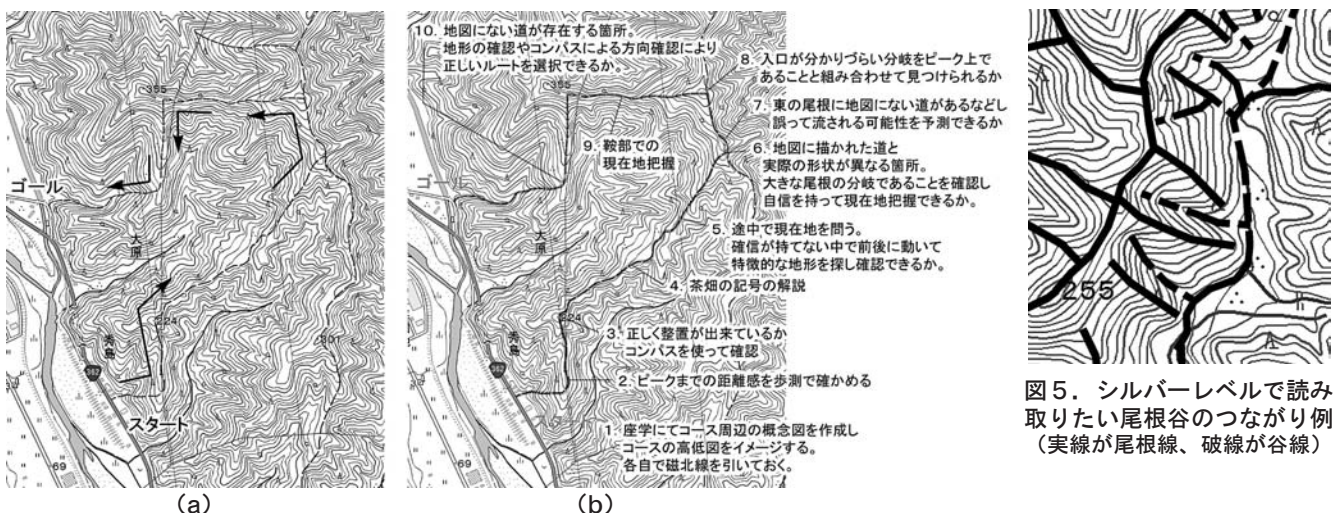 355
ゴール
大原
224
301
秀島
362
スタート
69
(a)
10. 地図にない道が存在する箇所。
地形の確認やコンパスによる方向確認により
正しいルートを選択できるか。
8. 入口が分かりづらい分岐をピーク上で
あることと組み合わせて見つけられるか
7. 東の尾根に地図にない道があるなどし
誤って流される可能性を予測できるか
355
9. 鞍部での
現在地把握
6. 地図に描かれた道と
実際の形状が異なる箇所。
大きな尾根の分岐であることを確認し
自信を持って現在地把握できるか。
ゴール
大原
5. 途中で現在地を問う。
確信が持てない中で前後に動いて
特徴的な地形を探し確認できるか。
4. 茶畑の記号の解説
224
3. 正しく整置が出来ているか
コンパスを使って確認
秀島
362
2. ピークまでの距離感を歩測で確かめる
スタート
1. 座学にてコース周辺の概念図を作成し
コースの高低図をイメージする。
各自で磁北線を引いておく。
69
(b)
255
図5. シルバーレベルで読み
取りたい尾根谷のつながり例
(実線が尾根線、破線が谷線)